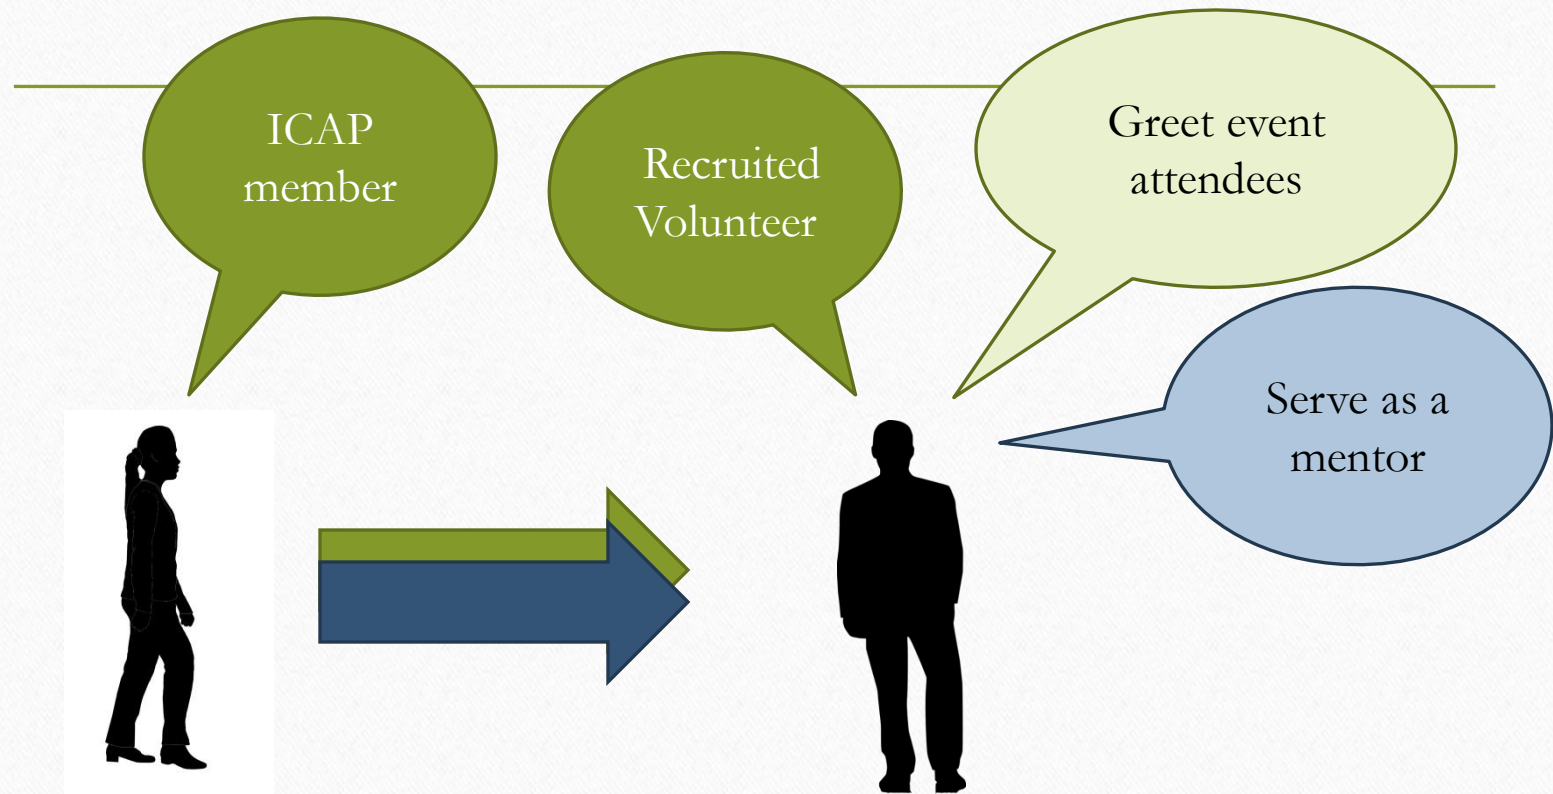 ICAP
member
Recruited
Volunteer
Greet event
attendees
Serve as a
mentor